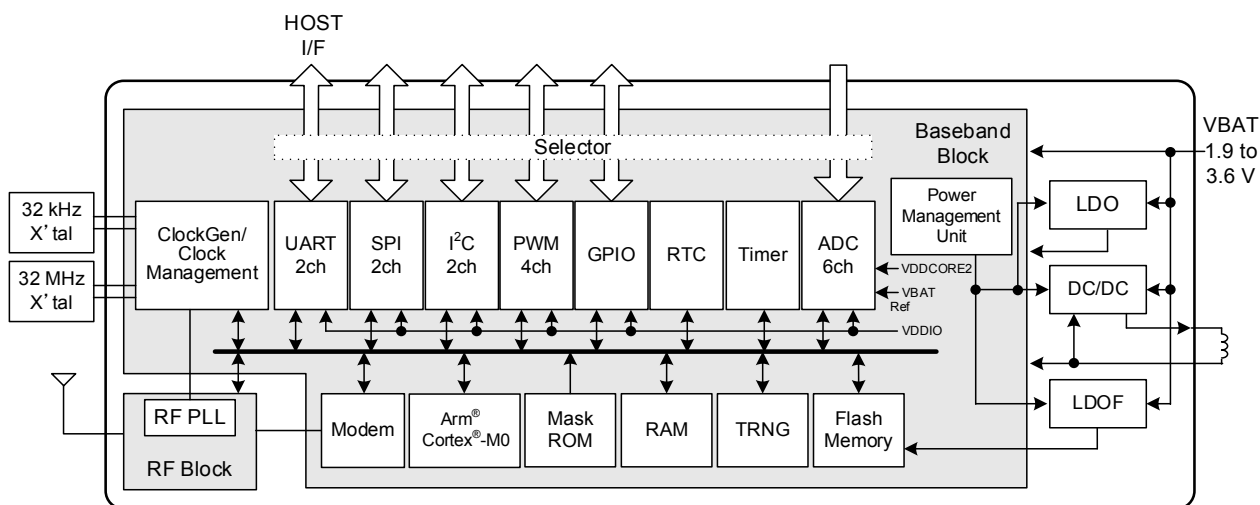 HOST
I/F
Selector
Baseband
Block
VBAT
1.9 to
3.6 V
32 kHz
X'tal
32 MHz
X'tal
ClockGen/
Clock
Management
UART
2ch
SPI
2ch
I²C
2ch
PWM
4ch
GPIO
RTC
Timer
ADC
6ch
Power
Management
Unit
LDO
DC/DC
LDOF
VDDCORE2
VBAT
Ref
VDDIO
RF PLL
RF Block
Modem
Arm®
Cortex®-M0
Mask
ROM
RAM
TRNG
Flash
Memory